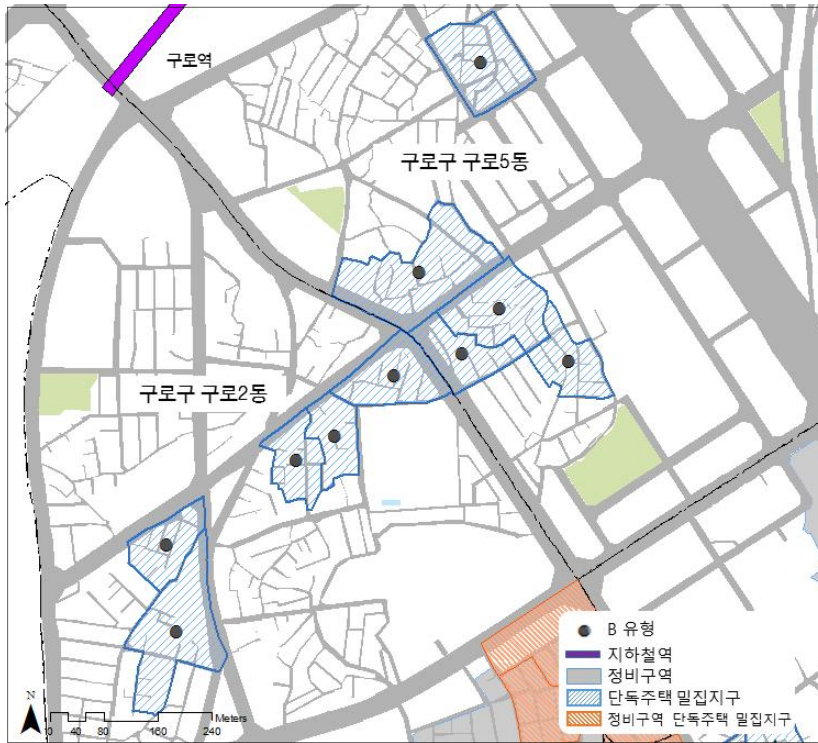 구로역
구로구 구로5동
구로구 구로2동
B 유형
지하철역
정비구역
단독주택 밀집지구
정비구역 단독주택 밀집지구
N
Meters
0 40 80 160 240